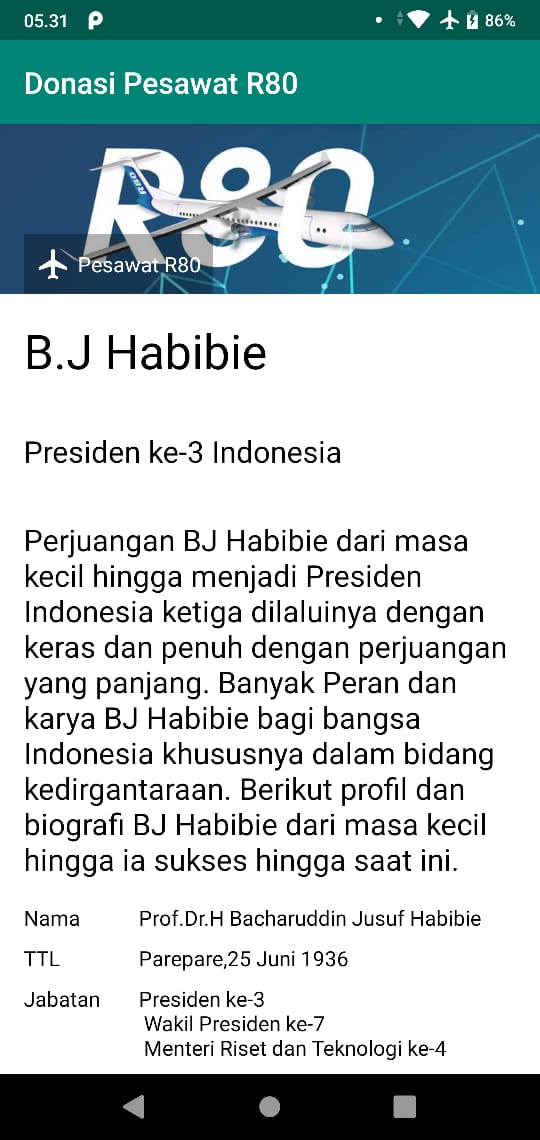 05.31 86%
Donasi Pesawat R80
R80
R80
Pesawat R80
B.J Habibie
Presiden ke-3 Indonesia
Perjuangan BJ Habibie dari masa
kecil hingga menjadi Presiden
Indonesia ketiga dilaluinya dengan
keras dan penuh dengan perjuangan
yang panjang. Banyak Peran dan
karya BJ Habibie bagi bangsa
Indonesia khususnya dalam bidang
kedirgantaraan. Berikut profil dan
biografi BJ Habibie dari masa kecil
hingga ia sukses hingga saat ini.
Nama Prof.Dr.H Bacharuddin Jusuf Habibie
TTL Parepare,25 Juni 1936
Jabatan Presiden ke-3
Wakil Presiden ke-7
Menteri Riset dan Teknologi ke-4